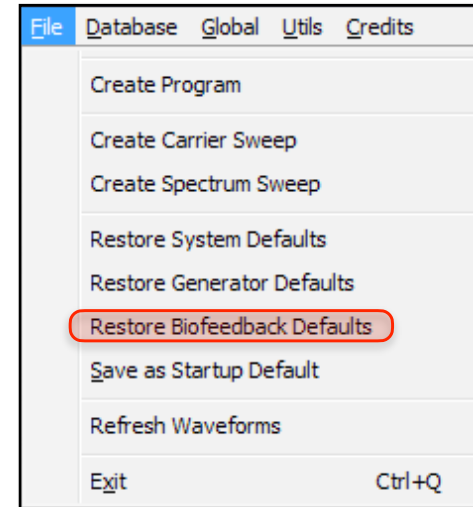 File Database Global Utils Credits
Create Program
Create Carrier Sweep
Create Spectrum Sweep
Restore System Defaults
Restore Generator Defaults
Restore Biofeedback Defaults
Save as Startup Default
Refresh Waveforms
Exit Ctrl+Q